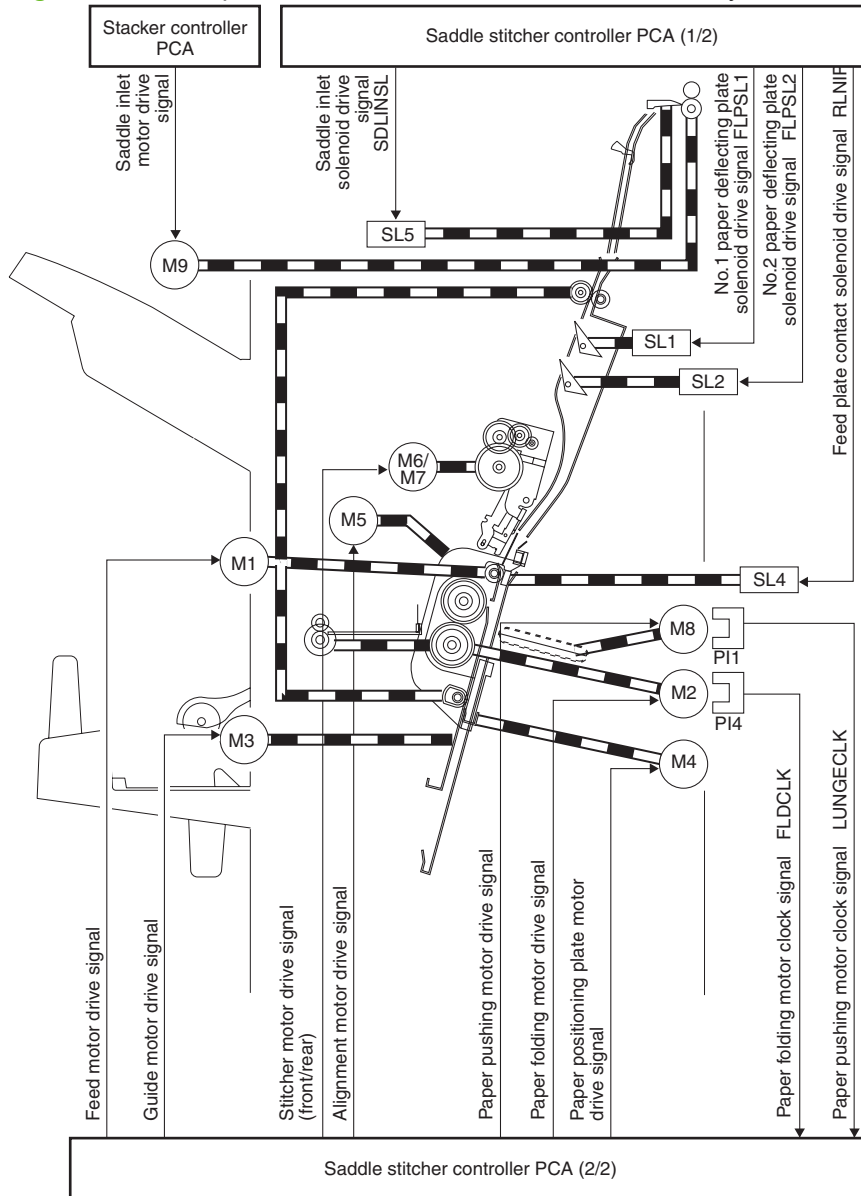 Stacker controller
PCA
Saddle stitcher controller PCA (1/2)
Saddle inlet
motor drive
signal
Saddle inlet
solenoid drive
signal
SDLINSL
No.1 paper deflecting plate
solenoid drive signal FLPSL1
No.2 paper deflecting plate
solenoid drive signal FLPSL2
Feed plate contact solenoid drive signal
SL5
M9
SL1
SL2
M6/
M7
M5
M1
SL4
M8
PI1
M2
PI4
M3
M4
Feed motor drive signal
Guide motor drive signal
Stitcher motor drive signal
(front/rear)
Alignment motor drive signal
Paper pushing motor drive signal
Paper folding motor drive signal
Paper positioning plate motor
drive signal
Paper folding motor clock signal FLDCLK
Paper pushing motor clock signal LUNGECLK
Saddle stitcher controller PCA (2/2)